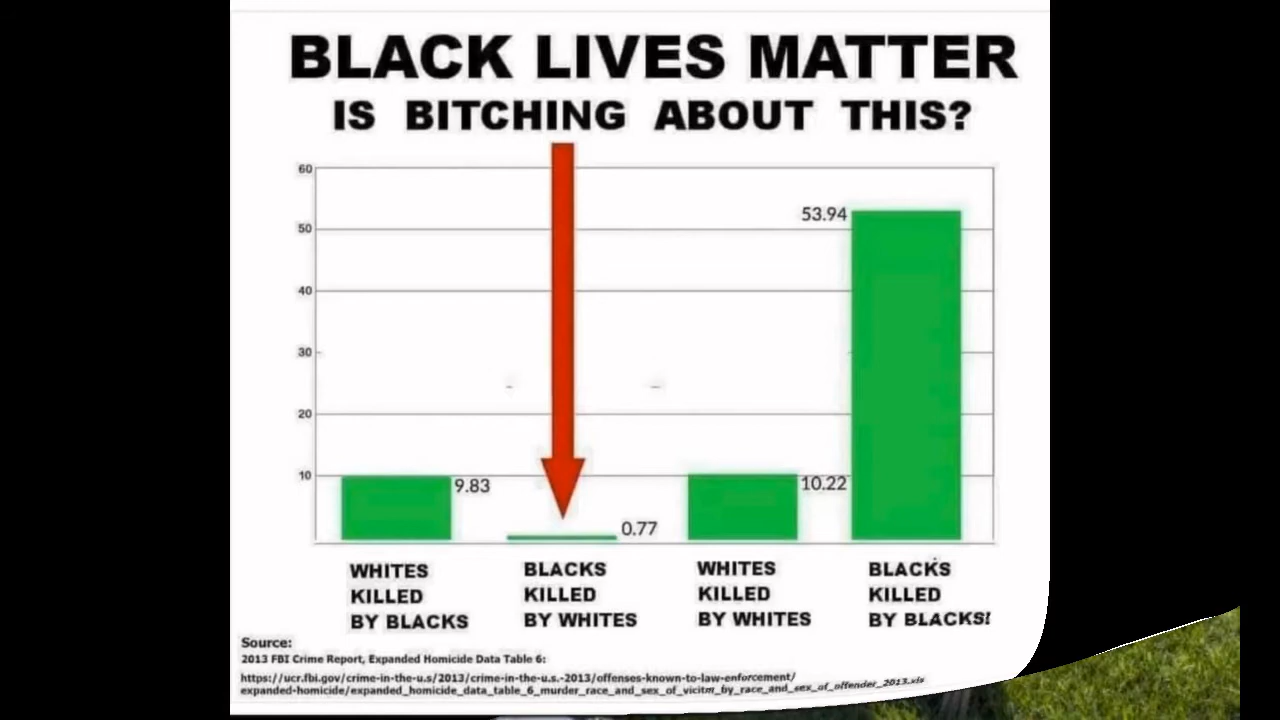 BLACK LIVES MATTER
IS BITCHING ABOUT THIS?
60
50
40
30
20
10
9.83
0.77
10.22
53.94
WHITES
KILLED
BY BLACKS
BLACKS
KILLED
BY WHITES
WHITES
KILLED
BY WHITES
BLACKS
KILLED
BY BLACKS!
Source:
2013 FBI Crime Report, Expanded Homicide Data Table 6:
https://ucr.fbi.gov/crime-in-the-u.s/2013/crime-in-the-u.s.-2013/offenses-known-to-law-enforcement/
expanded-homicide/expanded_homicide_data_table_6_murder_race_and_sex_of_vicitm_by_race_and_sex_of_offender_2013.xls